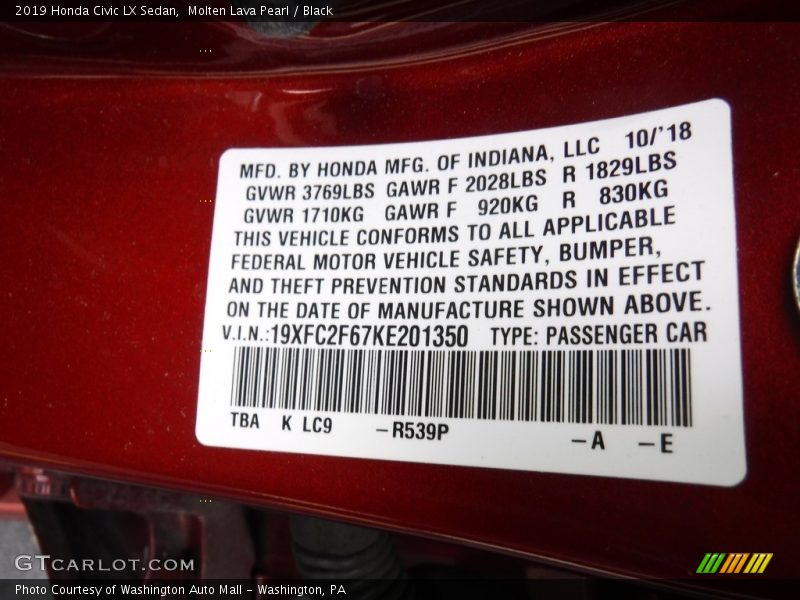 2019 Honda Civic LX Sedan,  Molten Lava Pearl / Black
MFD. BY HONDA MFG. OF INDIANA, LLC 10/'18
GVWR 3769LBS GAWR F 2028LBS R 1829LBS
GVWR 1710KG GAWR F 920KG R 830KG
THIS VEHICLE CONFORMS TO ALL APPLICABLE
FEDERAL MOTOR VEHICLE SAFETY, BUMPER,
AND THEFT PREVENTION STANDARDS IN EFFECT
ON THE DATE OF MANUFACTURE SHOWN ABOVE.
V.I.N.:19XFC2F67KE201350 TYPE: PASSENGER CAR
TBA K LC9 -R539P -A -E
GTCARLOT.COM
Photo Courtesy of Washington Auto Mall - Washington, PA